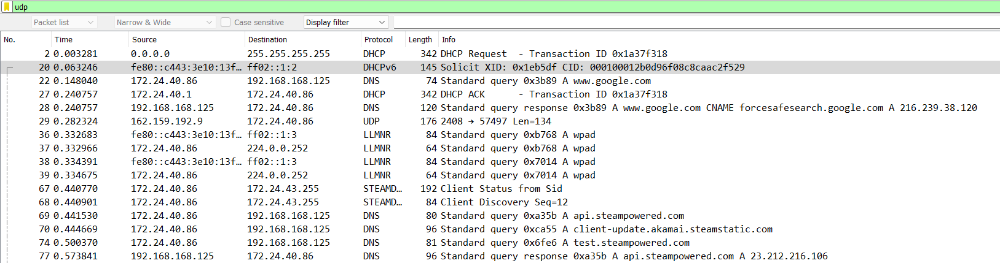 udp
Packet list Narrow & Wide Case sensitive Display filter
No. Time Source Destination Protocol Length Info
2 0.003281 0.0.0.0 255.255.255.255 DHCP 342 DHCP Request - Transaction ID 0x1a37f318
20 0.063246 fe80::c443:3e10:13f… ff02::1:2 DHCPv6 145 Solicit XID: 0x1eb5df CID: 000100012b0d96f08c8caac2f529
22 0.148040 172.24.40.86 192.168.168.125 DNS 74 Standard query 0x3b89 A www.google.com
27 0.240757 172.24.40.1 172.24.40.86 DHCP 342 DHCP ACK - Transaction ID 0x1a37f318
28 0.240757 192.168.168.125 172.24.40.86 DNS 120 Standard query response 0x3b89 A www.google.com CNAME forcesafesearch.google.com A 216.239.38.120
29 0.282324 162.159.192.9 172.24.40.86 UDP 176 2408 → 57497 Len=134
36 0.332683 fe80::c443:3e10:13f… ff02::1:3 LLMNR 84 Standard query 0xb768 A wpad
37 0.332966 172.24.40.86 224.0.0.252 LLMNR 64 Standard query 0xb768 A wpad
38 0.334391 fe80::c443:3e10:13f… ff02::1:3 LLMNR 84 Standard query 0x7014 A wpad
39 0.334675 172.24.40.86 224.0.0.252 LLMNR 64 Standard query 0x7014 A wpad
67 0.440770 172.24.40.86 172.24.43.255 STEAMD… 192 Client Status from Sid
68 0.440901 172.24.40.86 172.24.43.255 STEAMD… 84 Client Discovery Seq=12
69 0.441530 172.24.40.86 192.168.168.125 DNS 80 Standard query 0xa35b A api.steampowered.com
70 0.444669 172.24.40.86 192.168.168.125 DNS 96 Standard query 0xca55 A client-update.akamai.steamstatic.com
74 0.500370 172.24.40.86 192.168.168.125 DNS 81 Standard query 0x6fe6 A test.steampowered.com
77 0.573841 192.168.168.125 172.24.40.86 DNS 96 Standard query response 0xa35b A api.steampowered.com A 23.212.216.106